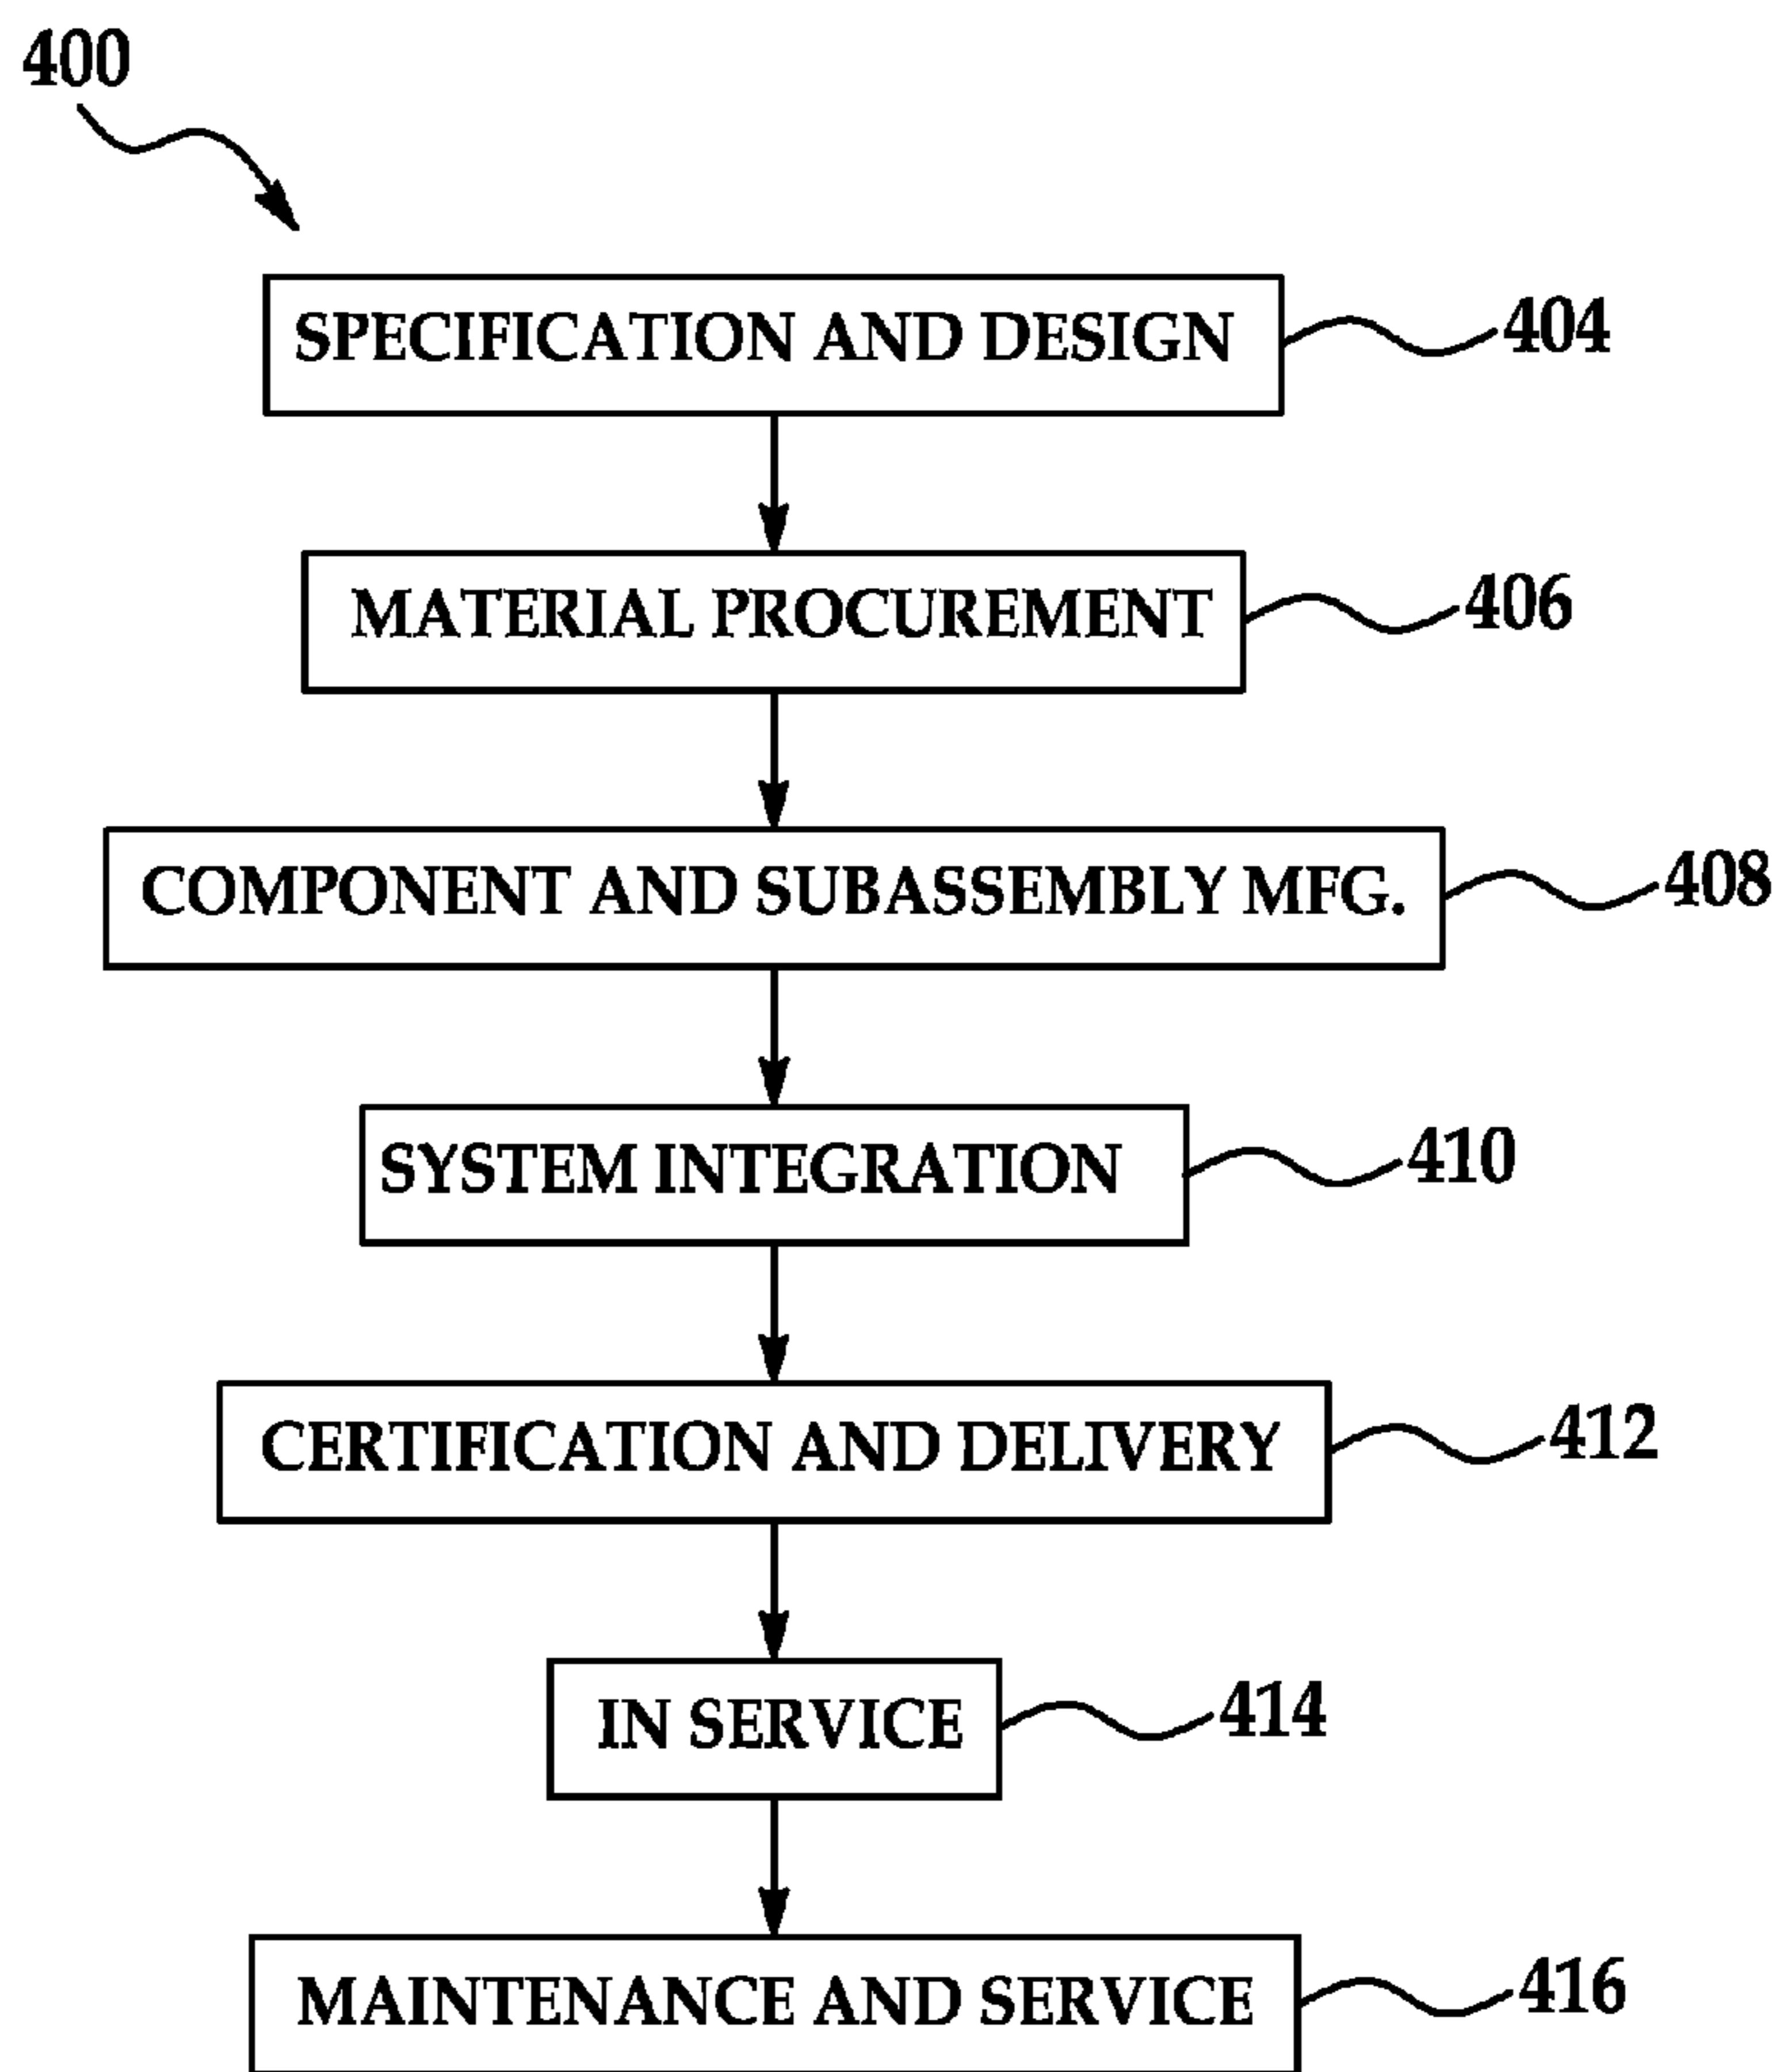 400
SPECIFICATION AND DESIGN 404
MATERIAL PROCUREMENT 406
COMPONENT AND SUBASSEMBLY MFG. 408
SYSTEM INTEGRATION 410
CERTIFICATION AND DELIVERY 412
IN SERVICE 414
MAINTENANCE AND SERVICE 416